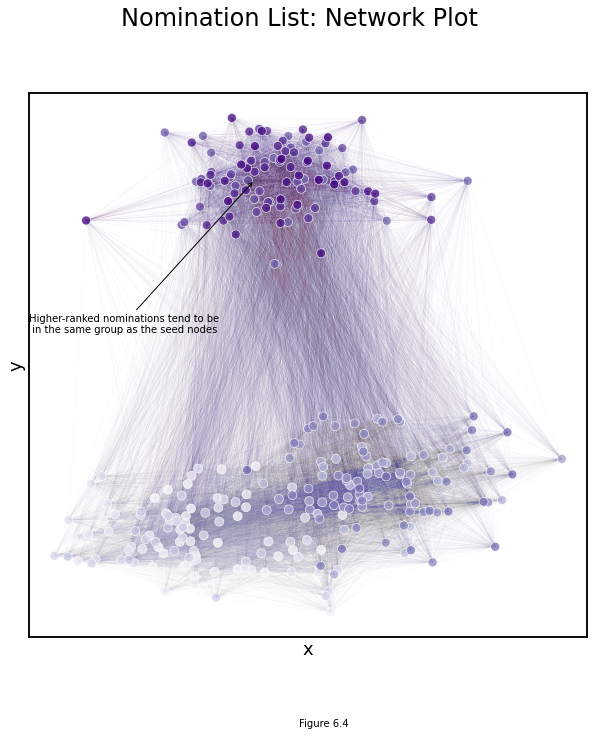 Nomination List: Network Plot
Higher-ranked nominations tend to be
in the same group as the seed nodes
y
x
Figure 6.4